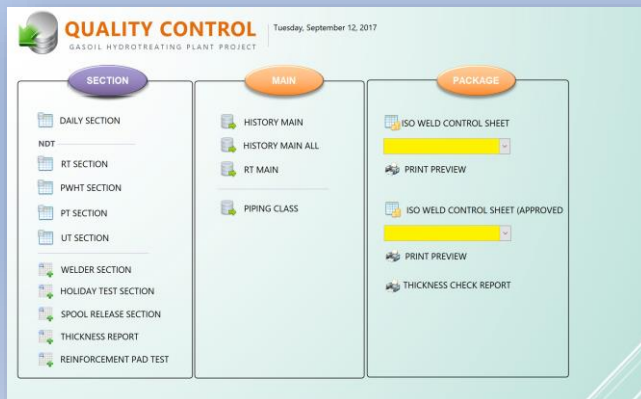 QUALITY CONTROL
GASOIL HYDROTREATING PLANT PROJECT
Tuesday, September 12, 2017
SECTION
DAILY SECTION
NDT
RT SECTION
PWHT SECTION
PT SECTION
UT SECTION
WELDER SECTION
HOLIDAY TEST SECTION
SPOOL RELEASE SECTION
THICKNESS REPORT
REINFORCEMENT PAD TEST
MAIN
HISTORY MAIN
HISTORY MAIN ALL
RT MAIN
PIPING CLASS
PACKAGE
ISO WELD CONTROL SHEET
PRINT PREVIEW
ISO WELD CONTROL SHEET (APPROVED
PRINT PREVIEW
THICKNESS CHECK REPORT